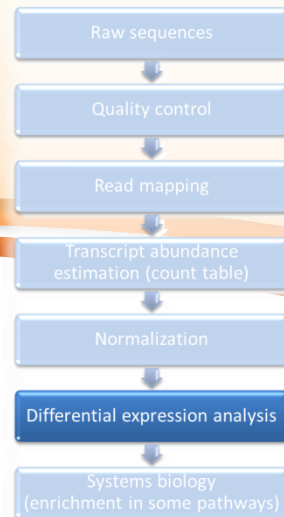 Raw sequences
Quality control
Read mapping
Transcript abundance
estimation (count table)
Normalization
Differential expression analysis
Systems biology
(enrichment in some pathways)